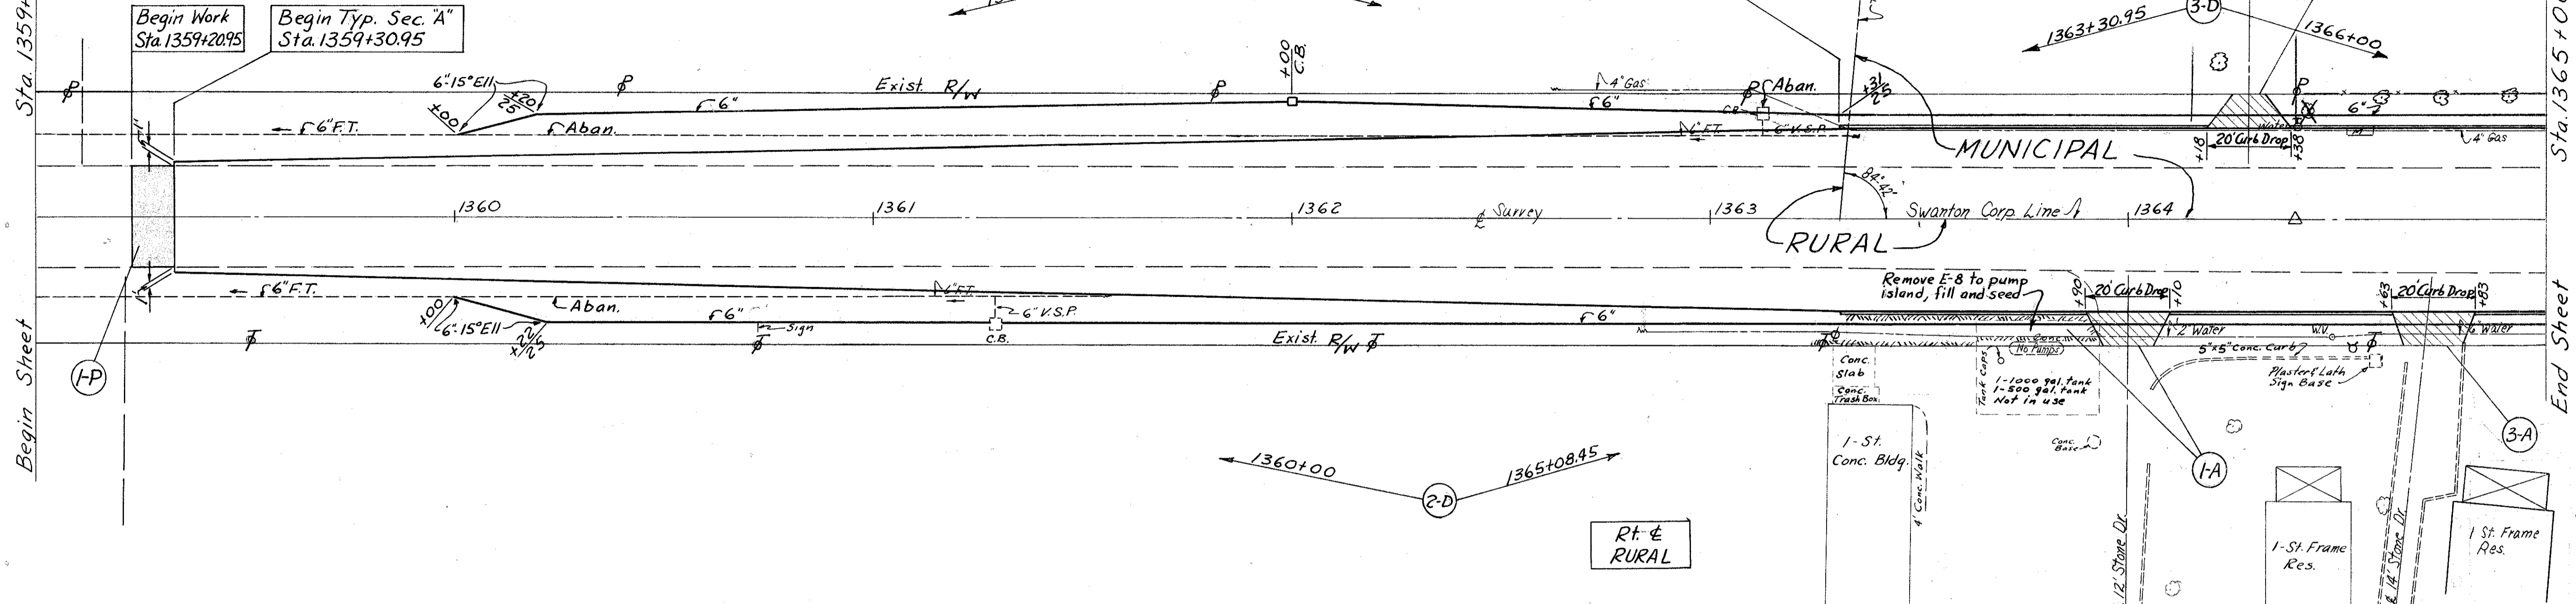 Sta. 1359+
Begin Sheet
Begin Work
Sta.1359+20.95
Begin Typ. Sec. "A"
Sta. 1359+30.95
1363+30.95
3-D
1366+00
Sta. 1365+00
End Sheet
6"-15° Ell
+20
25
+00
Exist. R/W
6"
+00
C.B.
4" Gas
6"
Aban.
C.B.
+31
25
6" F.T.
Aban.
6" F.T.
6" V.S.P.
MUNICIPAL
+18
20' Curb Drop
+38
Water
6"
M
4" Gas
1'
84°-42'
1360
1361
1362
℄ Survey
1363
Swanton Corp. Line
1364
RURAL
1'
6" F.T.
Aban.
6" F.T.
+00
6"-15° Ell
6"
Sign
6" V.S.P.
C.B.
Exist. R/W
6"
Remove E-8 to pump
island, fill and seed
+90
20' Curb Drop
+10
+63
20' Curb Drop
+83
2" Water
W.V.
6" Water
Conc.
No Pumps
5"x5" Conc. Curb
Plaster & Lath
Sign Base
1-P
Conc.
Slab
Conc.
Trash Box
Tank Caps
1-1000 gal. tank
1-500 gal. tank
Not in use
1-St.
Conc. Bldg.
4' Conc. Walk
Conc.
Base
1360+00
1365+08.45
2-D
Rt. ℄
RURAL
12' Stone Dr.
1-A
3-A
1-St. Frame
Res.
14' Stone Dr.
1 St. Frame
Res.